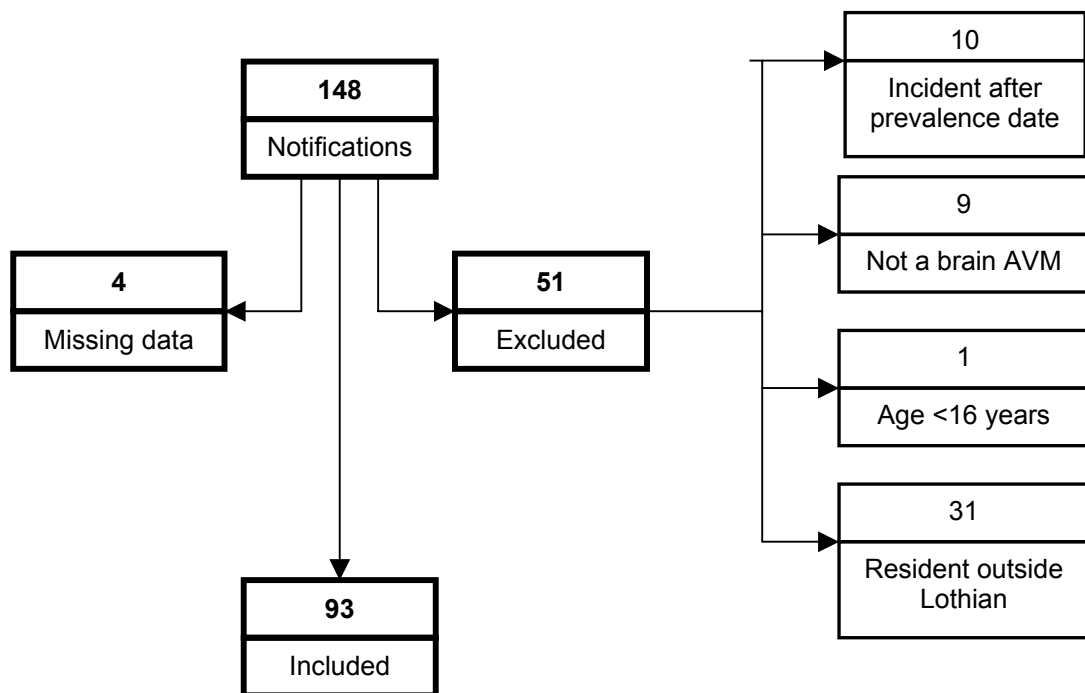 148
Notifications
4
Missing data
51
Excluded
93
Included
10
Incident after
prevalence date
9
Not a brain AVM
1
Age <16 years
31
Resident outside
Lothian